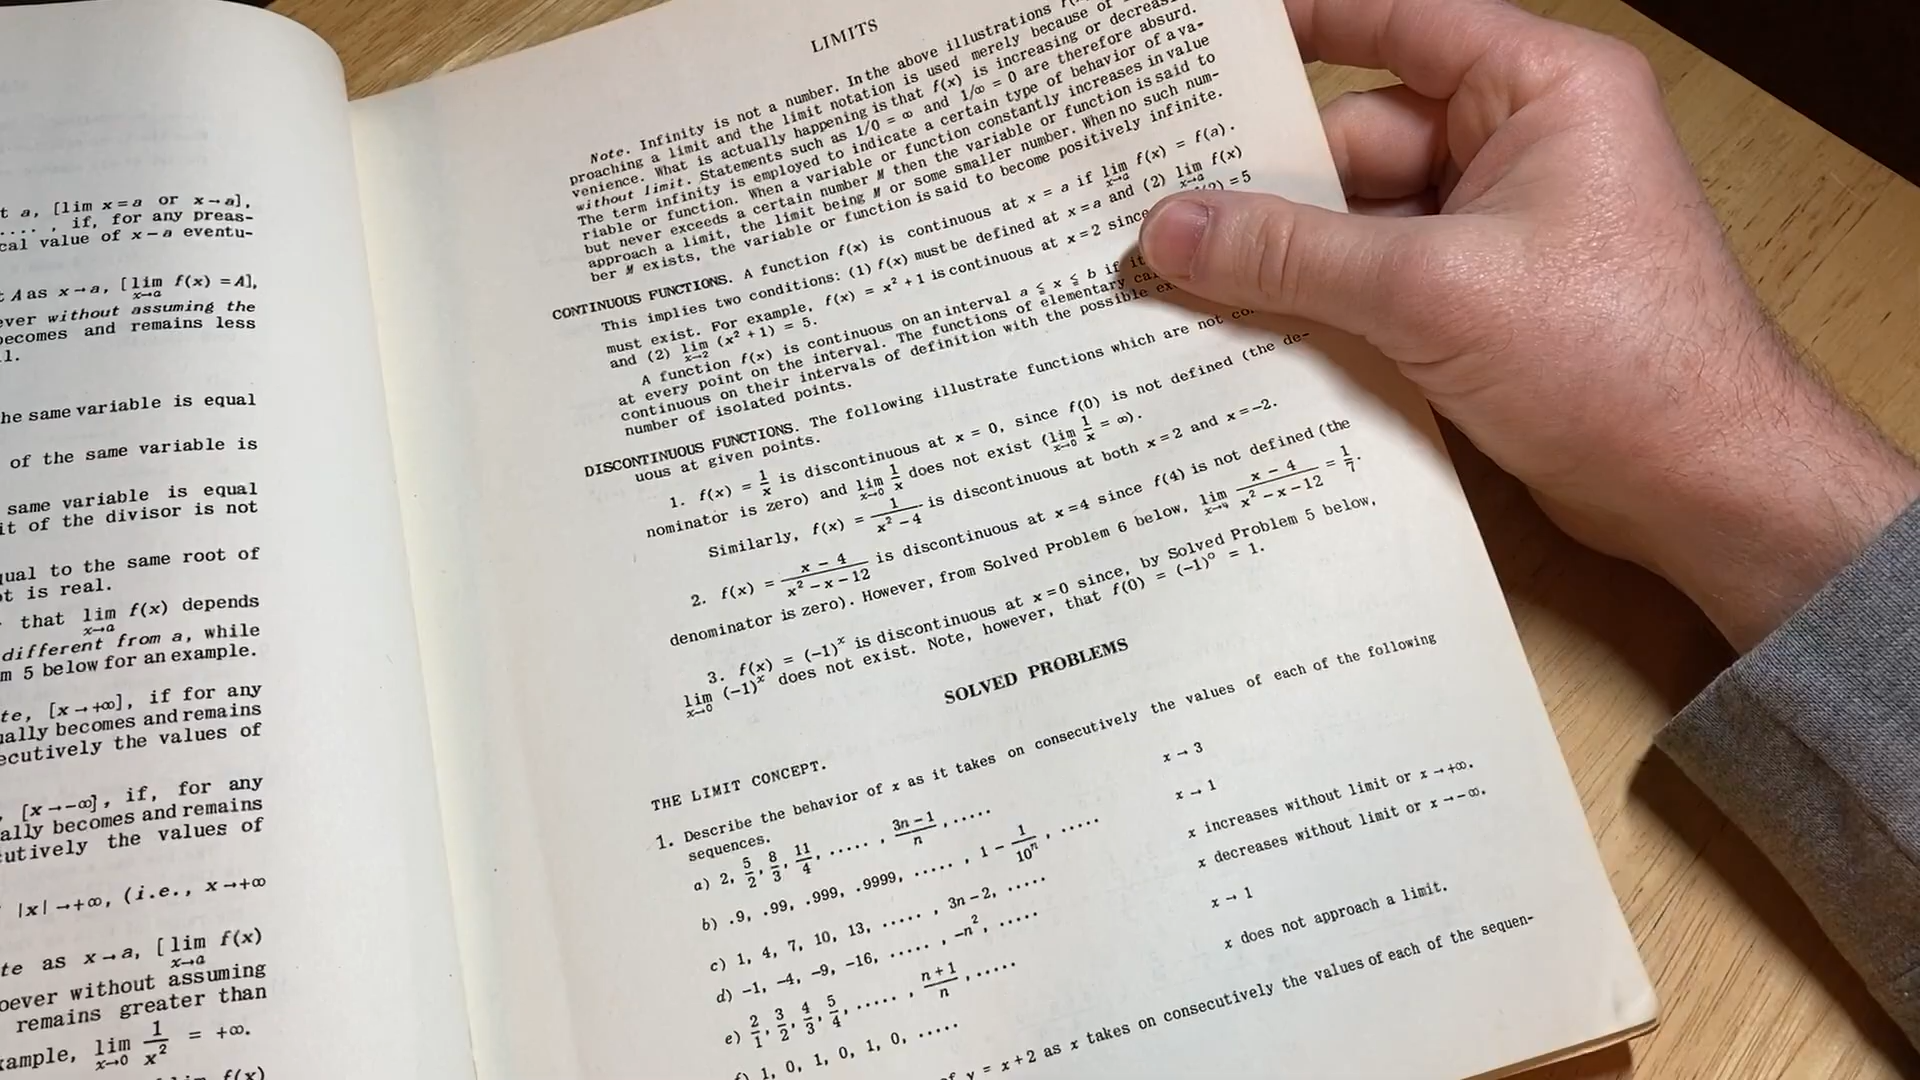 t a, [lim x=a or x→a],
.... , if, for any preas-
cal value of x-a eventu-
A as x→a, [lim f(x) =A],
x→a
ever without assuming the
becomes and remains less
l.
he same variable is equal
of the same variable is
same variable is equal
it of the divisor is not
qual to the same root of
ot is real.
that lim f(x) depends
x→a
different from a, while
m 5 below for an example.
te, [x→+∞], if for any
ually becomes and remains
ecutively the values of
, [x→-∞], if, for any
ally becomes and remains
cutively the values of
|x|→+∞, (i.e., x→+∞
te as x→a, [lim f(x)
x→a
oever without assuming
remains greater than
xample, lim 1/x² = +∞.
x→0
f(x)
LIMITS
Note. Infinity is not a number. In the above illustrations
proaching a limit and the limit notation is used merely because of
venience. What is actually happening is that f(x) is increasing or decreas-
without limit. Statements such as 1/0 = ∞ and 1/∞ = 0 are therefore absurd.
The term infinity is employed to indicate a certain type of behavior of a va-
riable or function. When a variable or function constantly increases in value
but never exceeds a certain number M then the variable or function is said to
approach a limit, the limit being M or some smaller number. When no such num-
ber M exists, the variable or function is said to become positively infinite.
CONTINUOUS FUNCTIONS. A function f(x) is continuous at x = a if lim f(x) = f(a).
x→a
This implies two conditions: (1) f(x) must be defined at x=a and (2) lim f(x)
x→a
must exist. For example, f(x) = x²+1 is continuous at x=2 since =5
and (2) lim (x²+1) = 5.
x→2
A function f(x) is continuous on an interval a ≦ x ≦ b if it
at every point on the interval. The functions of elementary
continuous on their intervals of definition with the possible
number of isolated points.
DISCONTINUOUS FUNCTIONS. The following illustrate functions which are not
uous at given points.
1. f(x) = 1/x is discontinuous at x = 0, since f(0) is not defined (the de-
nominator is zero) and lim 1/x does not exist (lim 1/x = ∞).
x→0 x→0
Similarly, f(x) = 1/(x²-4) is discontinuous at both x=2 and x=-2.
2. f(x) = (x-4)/(x²-x-12) is discontinuous at x=4 since f(4) is not defined (the
denominator is zero). However, from Solved Problem 6 below, lim (x-4)/(x²-x-12) = 1/7.
x→4
3. f(x) = (-1)ˣ is discontinuous at x=0 since, by Solved Problem 5 below,
lim (-1)ˣ does not exist. Note, however, that f(0) = (-1)⁰ = 1.
x→0
SOLVED PROBLEMS
THE LIMIT CONCEPT.
1. Describe the behavior of x as it takes on consecutively the values of each of the following
sequences.
a) 2, 5/2, 8/3, 11/4, ..... , (3n-1)/n, ..... x→3
b) .9, .99, .999, .9999, ..... , 1 - 1/10ⁿ, ..... x→1
c) 1, 4, 7, 10, 13, ..... , 3n-2, ..... x increases without limit or x→+∞.
d) -1, -4, -9, -16, ..... , -n², ..... x decreases without limit or x→-∞.
e) 2/1, 3/2, 4/3, 5/4, ..... , (n+1)/n, ..... x→1
f) 1, 0, 1, 0, 1, 0, ..... x does not approach a limit.
of y = x+2 as x takes on consecutively the values of each of the sequen-